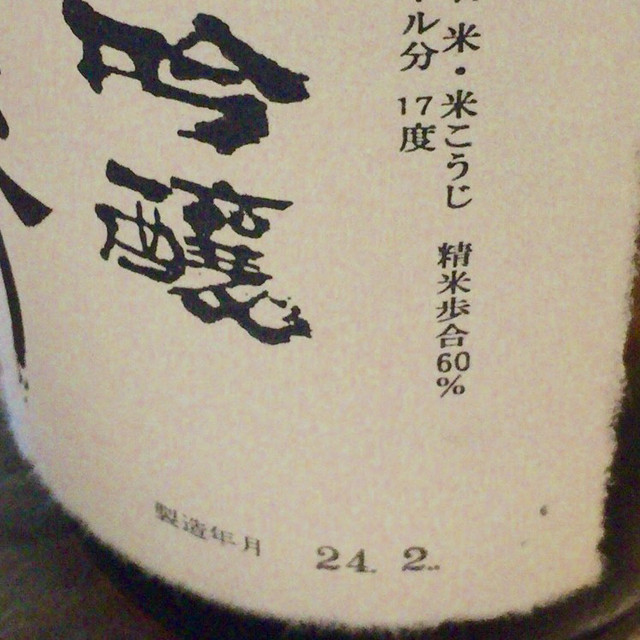 米・米こうじ 精米歩合60%
ル分 17度
吟醸
製造年月 24. 2.